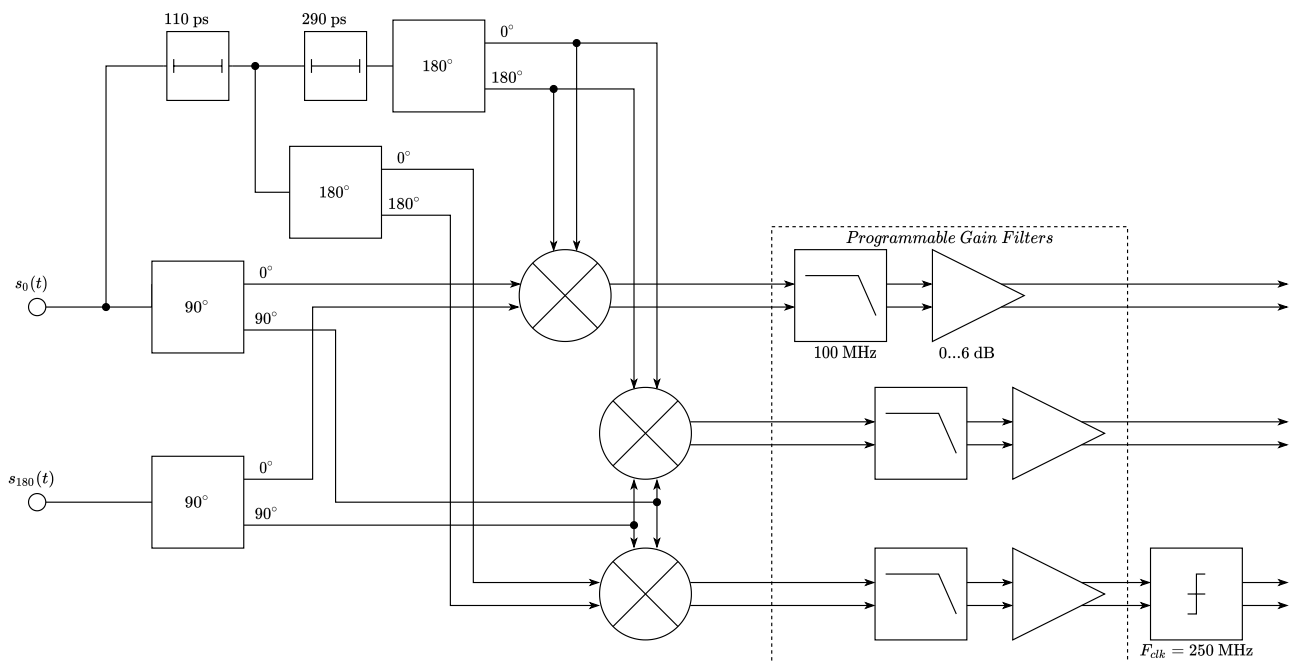 110 ps
290 ps
180°
0°
180°
180°
0°
180°
Programmable Gain Filters
s₀(t)
90°
0°
90°
100 MHz
0...6 dB
s₁₈₀(t)
90°
0°
90°
F_clk = 250 MHz